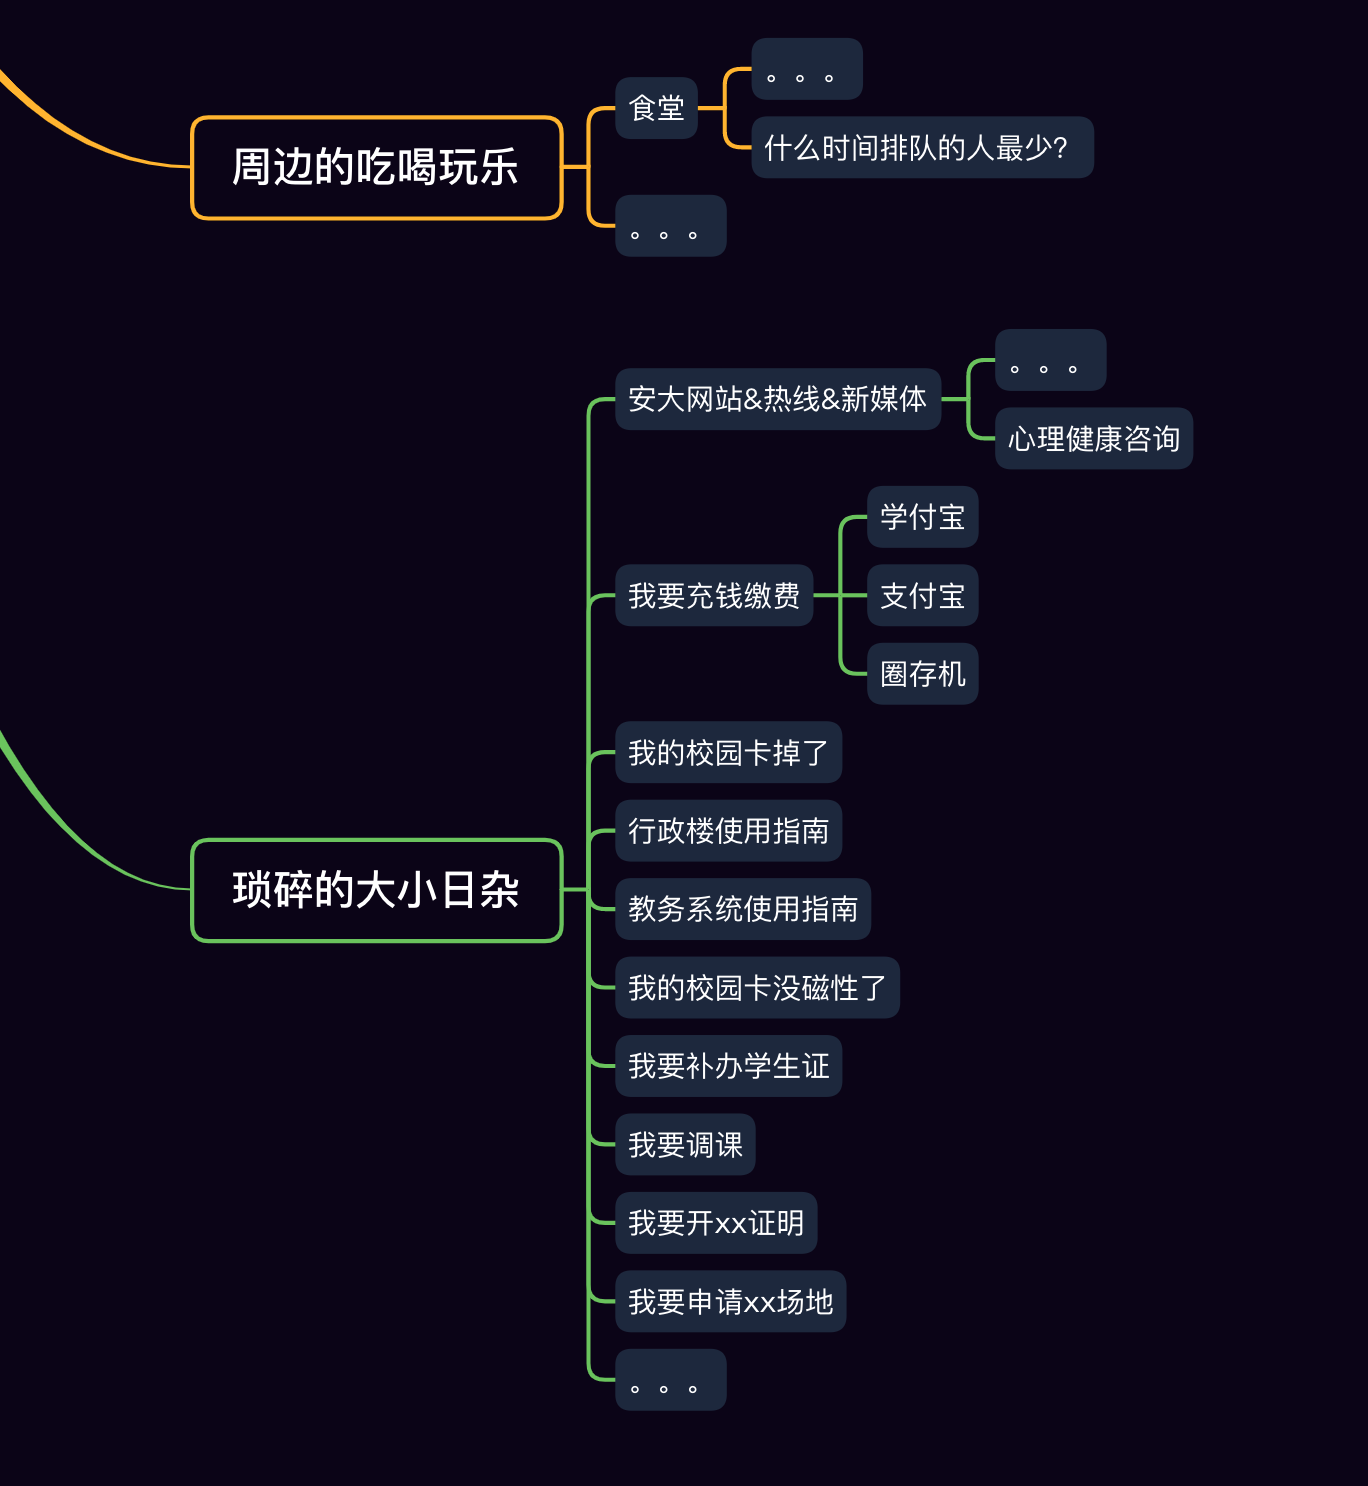 周边的吃喝玩乐
食堂
。。。
什么时间排队的人最少?
。。。
琐碎的大小日杂
安大网站&热线&新媒体
。。。
心理健康咨询
我要充钱缴费
学付宝
支付宝
圈存机
我的校园卡掉了
行政楼使用指南
教务系统使用指南
我的校园卡没磁性了
我要补办学生证
我要调课
我要开xx证明
我要申请xx场地
。。。